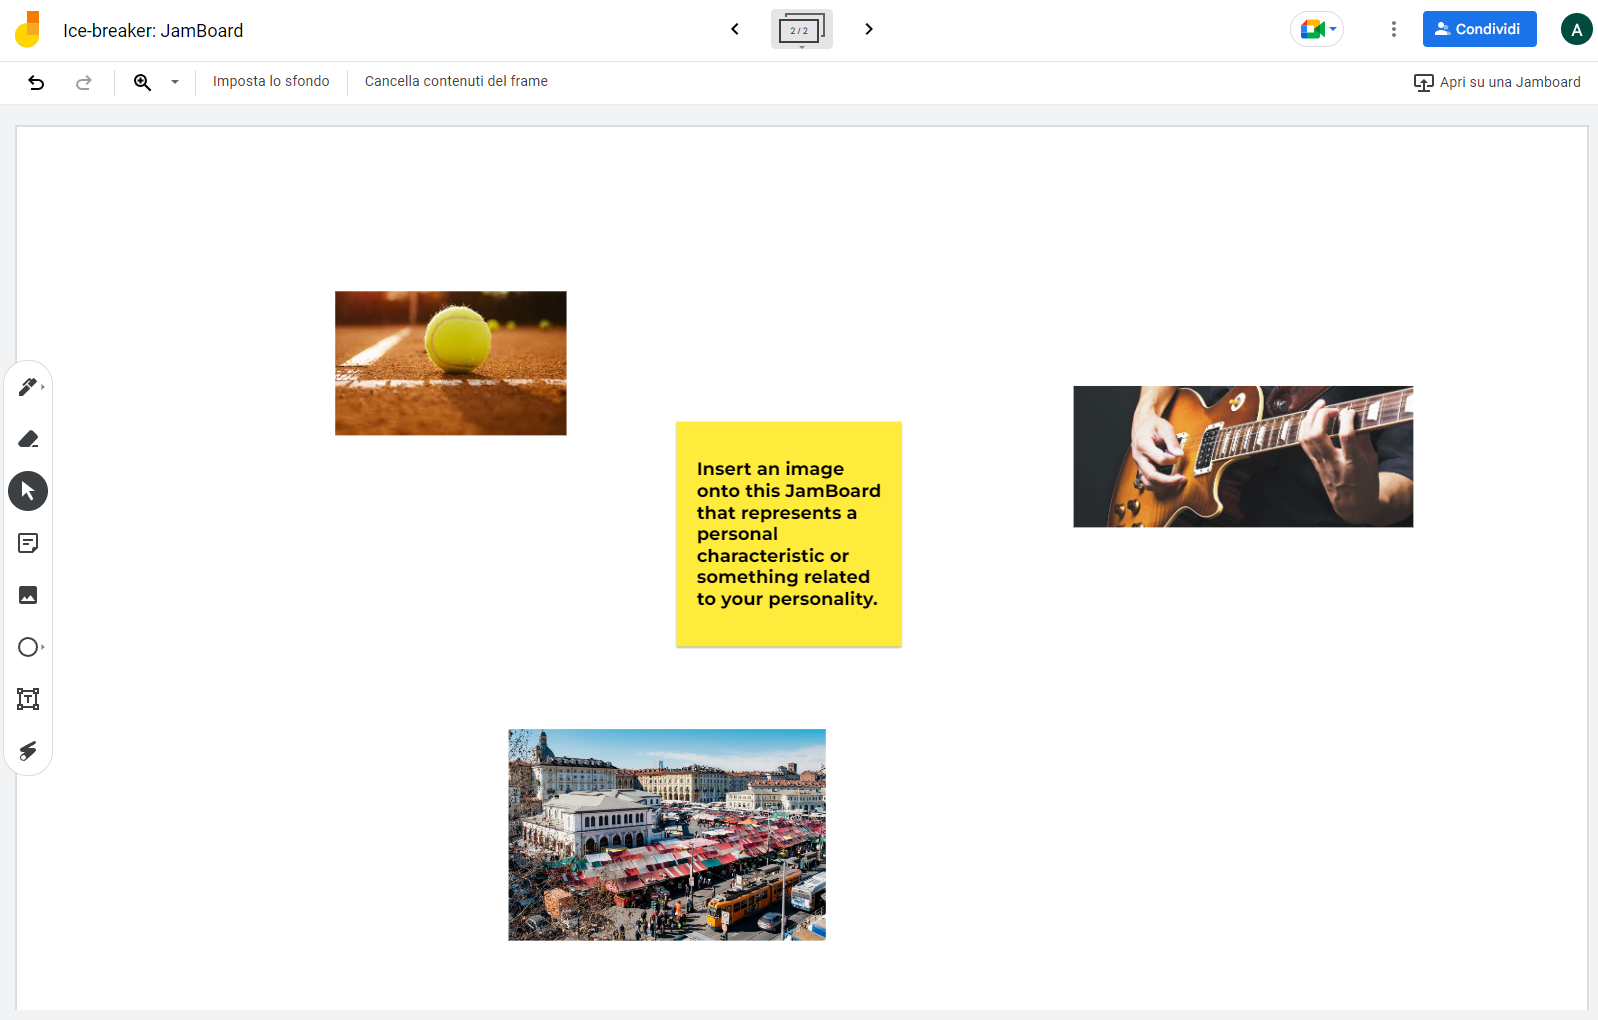 Ice-breaker: JamBoard
2 / 2
Condividi
A
Imposta lo sfondo
Cancella contenuti del frame
Apri su una Jamboard
Insert an image
onto this JamBoard
that represents a
personal
characteristic or
something related
to your personality.
T